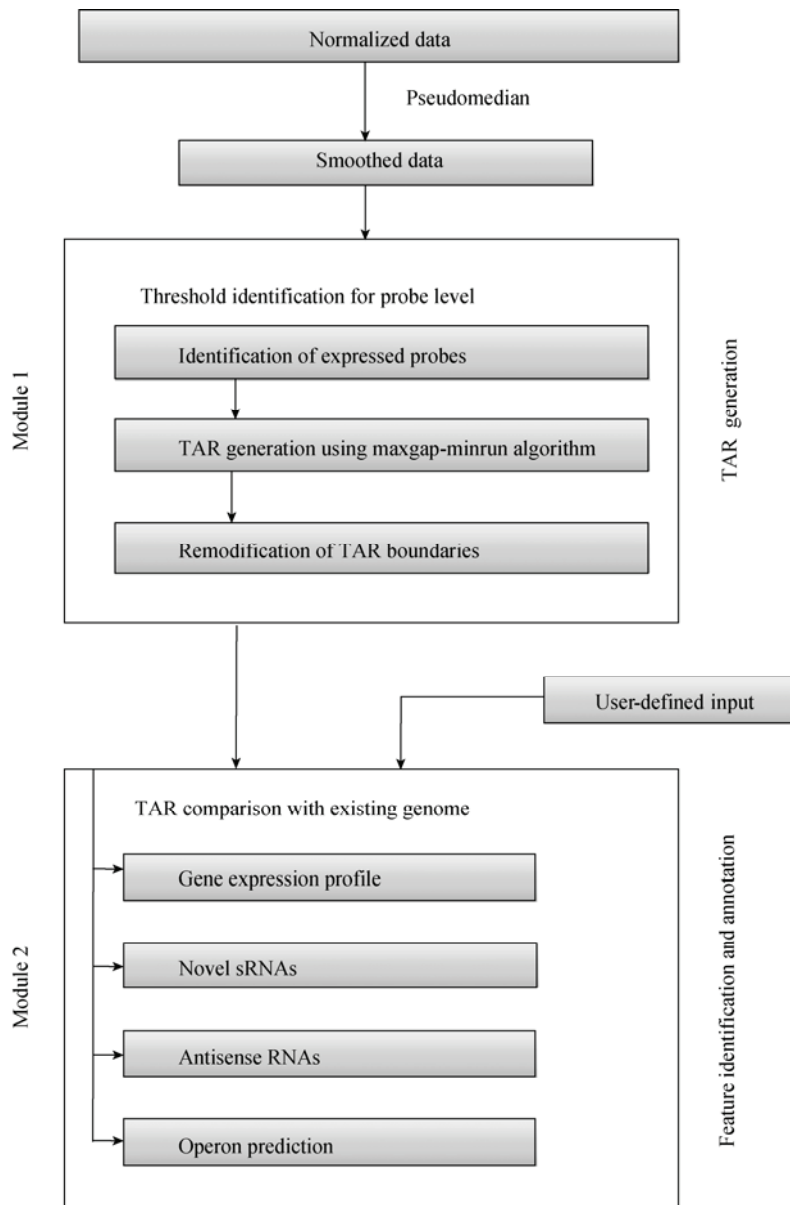 Normalized data
Pseudomedian
Smoothed data
Module 1
Threshold identification for probe level
Identification of expressed probes
TAR generation using maxgap-minrun algorithm
Remodification of TAR boundaries
TAR generation
User-defined input
Module 2
TAR comparison with existing genome
Gene expression profile
Novel sRNAs
Antisense RNAs
Operon prediction
Feature identification and annotation